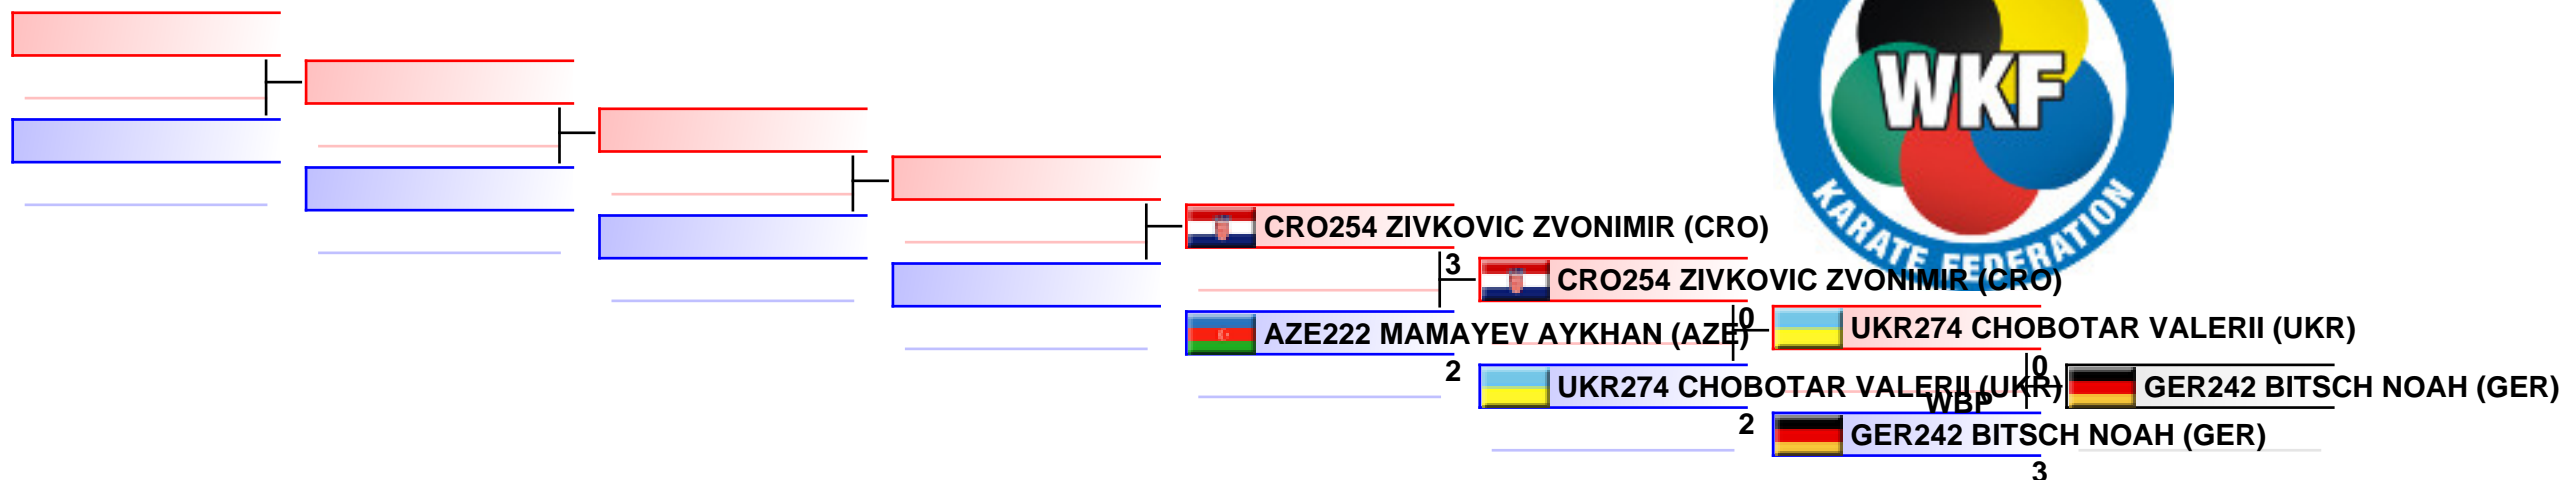 WKF
KARATE FEDERATION
CRO254 ZIVKOVIC ZVONIMIR (CRO)
3
CRO254 ZIVKOVIC ZVONIMIR (CRO)
0
AZE222 MAMAYEV AYKHAN (AZE)
2
UKR274 CHOBOTAR VALERII (UKR)
0
UKR274 CHOBOTAR VALERII (UKR)
WBP
2
GER242 BITSCH NOAH (GER)
GER242 BITSCH NOAH (GER)
3